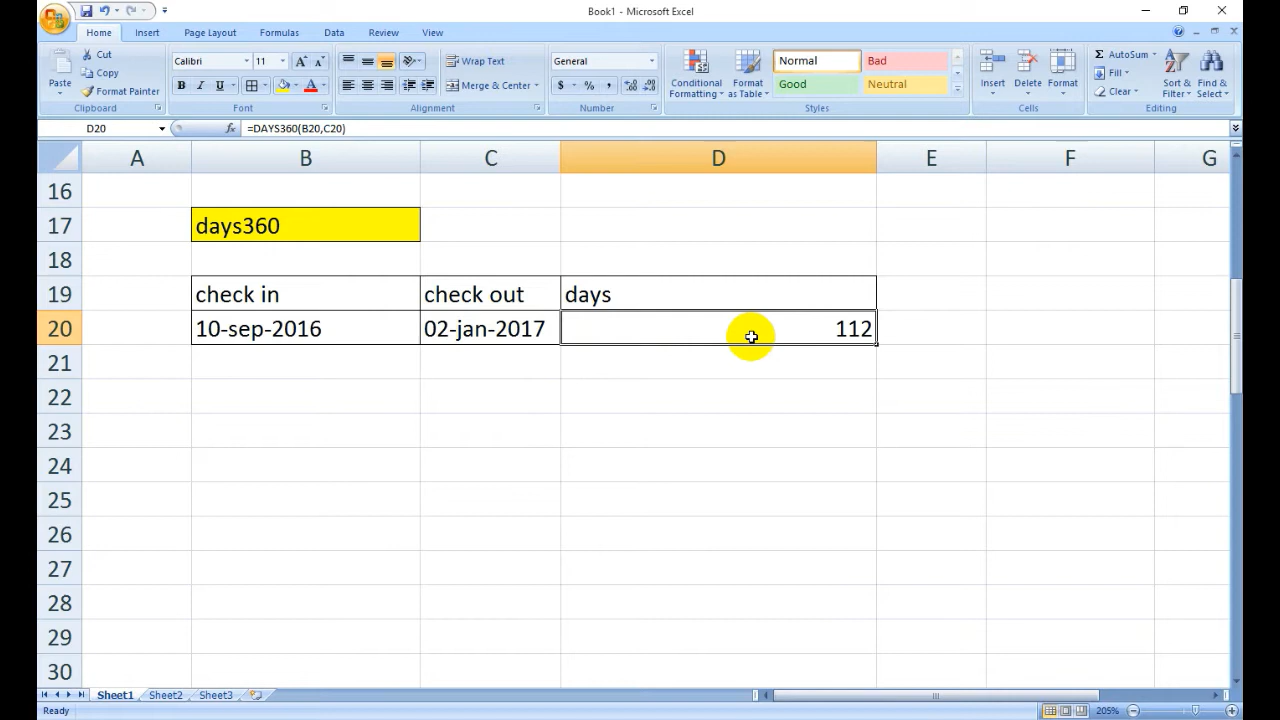 Book1 - Microsoft Excel
Home Insert Page Layout Formulas Data Review View
Paste Cut Copy Format Painter Clipboard
Calibri 11 A A B I U A Font
Wrap Text Merge & Center Alignment
General $ % , Number
Conditional Formatting Format as Table Normal Bad Good Neutral Styles
Insert Delete Format Cells
Σ AutoSum Fill Clear Sort & Filter Find & Select Editing
D20 fx =DAYS360(B20,C20)
A B C D E F G
16
17 days360
18
19 check in check out days
20 10-sep-2016 02-jan-2017 112
21
22
23
24
25
26
27
28
29
30
Sheet1 Sheet2 Sheet3
Ready 205%